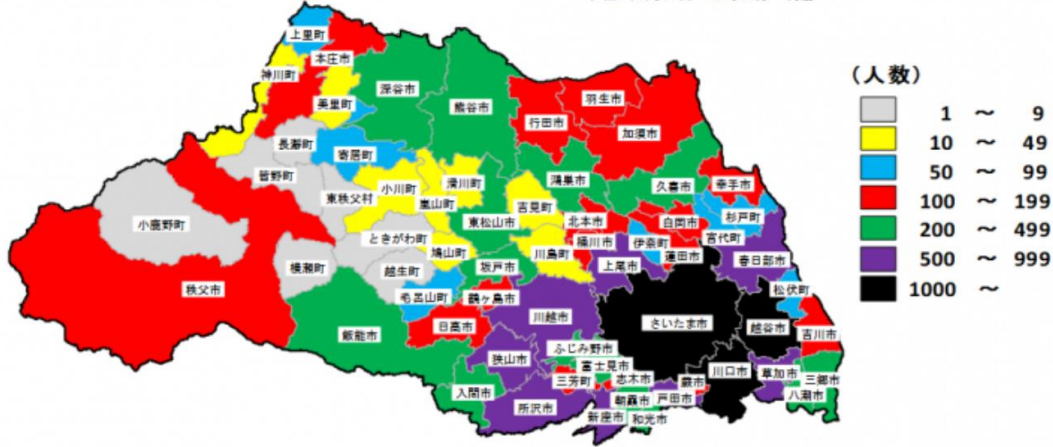 上里町
本庄市
神川町
美里町
深谷市
熊谷市
羽生市
行田市
加須市
長瀞町
寄居町
皆野町
小川町
滑川町
鴻巣市
久喜市
幸手市
東秩父村
嵐山町
吉見町
杉戸町
小鹿野町
東松山市
北本市
白岡市
ときがわ町
桶川市
伊奈町
宮代町
鳩山町
川島町
蓮田市
横瀬町
越生町
坂戸市
上尾市
春日部市
秩父市
毛呂山町
鶴ヶ島市
松伏町
飯能市
日高市
川越市
さいたま市
越谷市
吉川市
狭山市
ふじみ野市
富士見市
入間市
三芳町
志木市
蕨市
川口市
草加市
三郷市
所沢市
朝霞市
戸田市
八潮市
新座市
和光市
(人数)
1 ～ 9
10 ～ 49
50 ～ 99
100 ～ 199
200 ～ 499
500 ～ 999
1000 ～